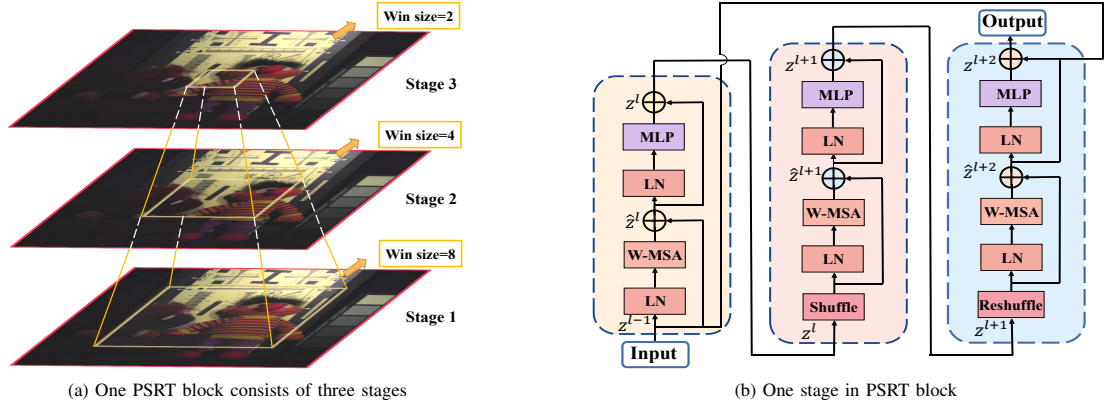 Win size=2
Stage 3
Win size=4
Stage 2
Win size=8
Stage 1
(a) One PSRT block consists of three stages
z^l
MLP
LN
ẑ^l
W-MSA
LN
z^{l-1}
Input
z^{l+1}
MLP
LN
ẑ^{l+1}
W-MSA
LN
Shuffle
z^l
Output
z^{l+2}
MLP
LN
ẑ^{l+2}
W-MSA
LN
Reshuffle
z^{l+1}
(b) One stage in PSRT block